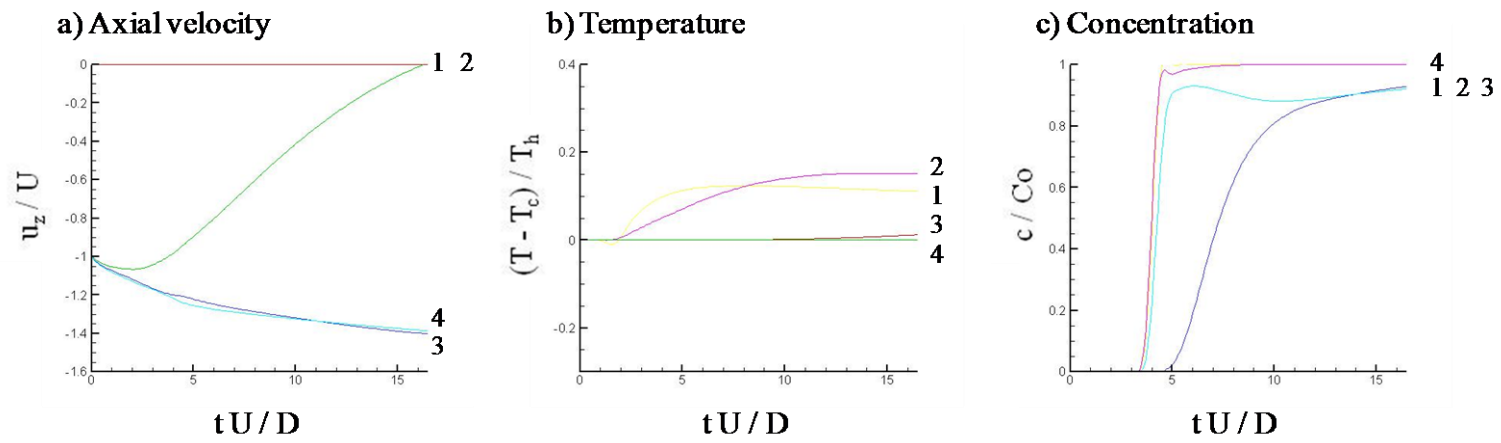 a) Axial velocity
0
-0.2
-0.4
-0.6
-0.8
-1
-1.2
-1.4
-1.6
0 5 10 15
u_z / U
t U / D
1 2
4
3
b) Temperature
0.4
0.2
0
-0.2
0 5 10 15
(T - T_c) / T_h
t U / D
2
1
3
4
c) Concentration
1
0.8
0.6
0.4
0.2
0
0 5 10 15
c / Co
t U / D
4
1 2 3